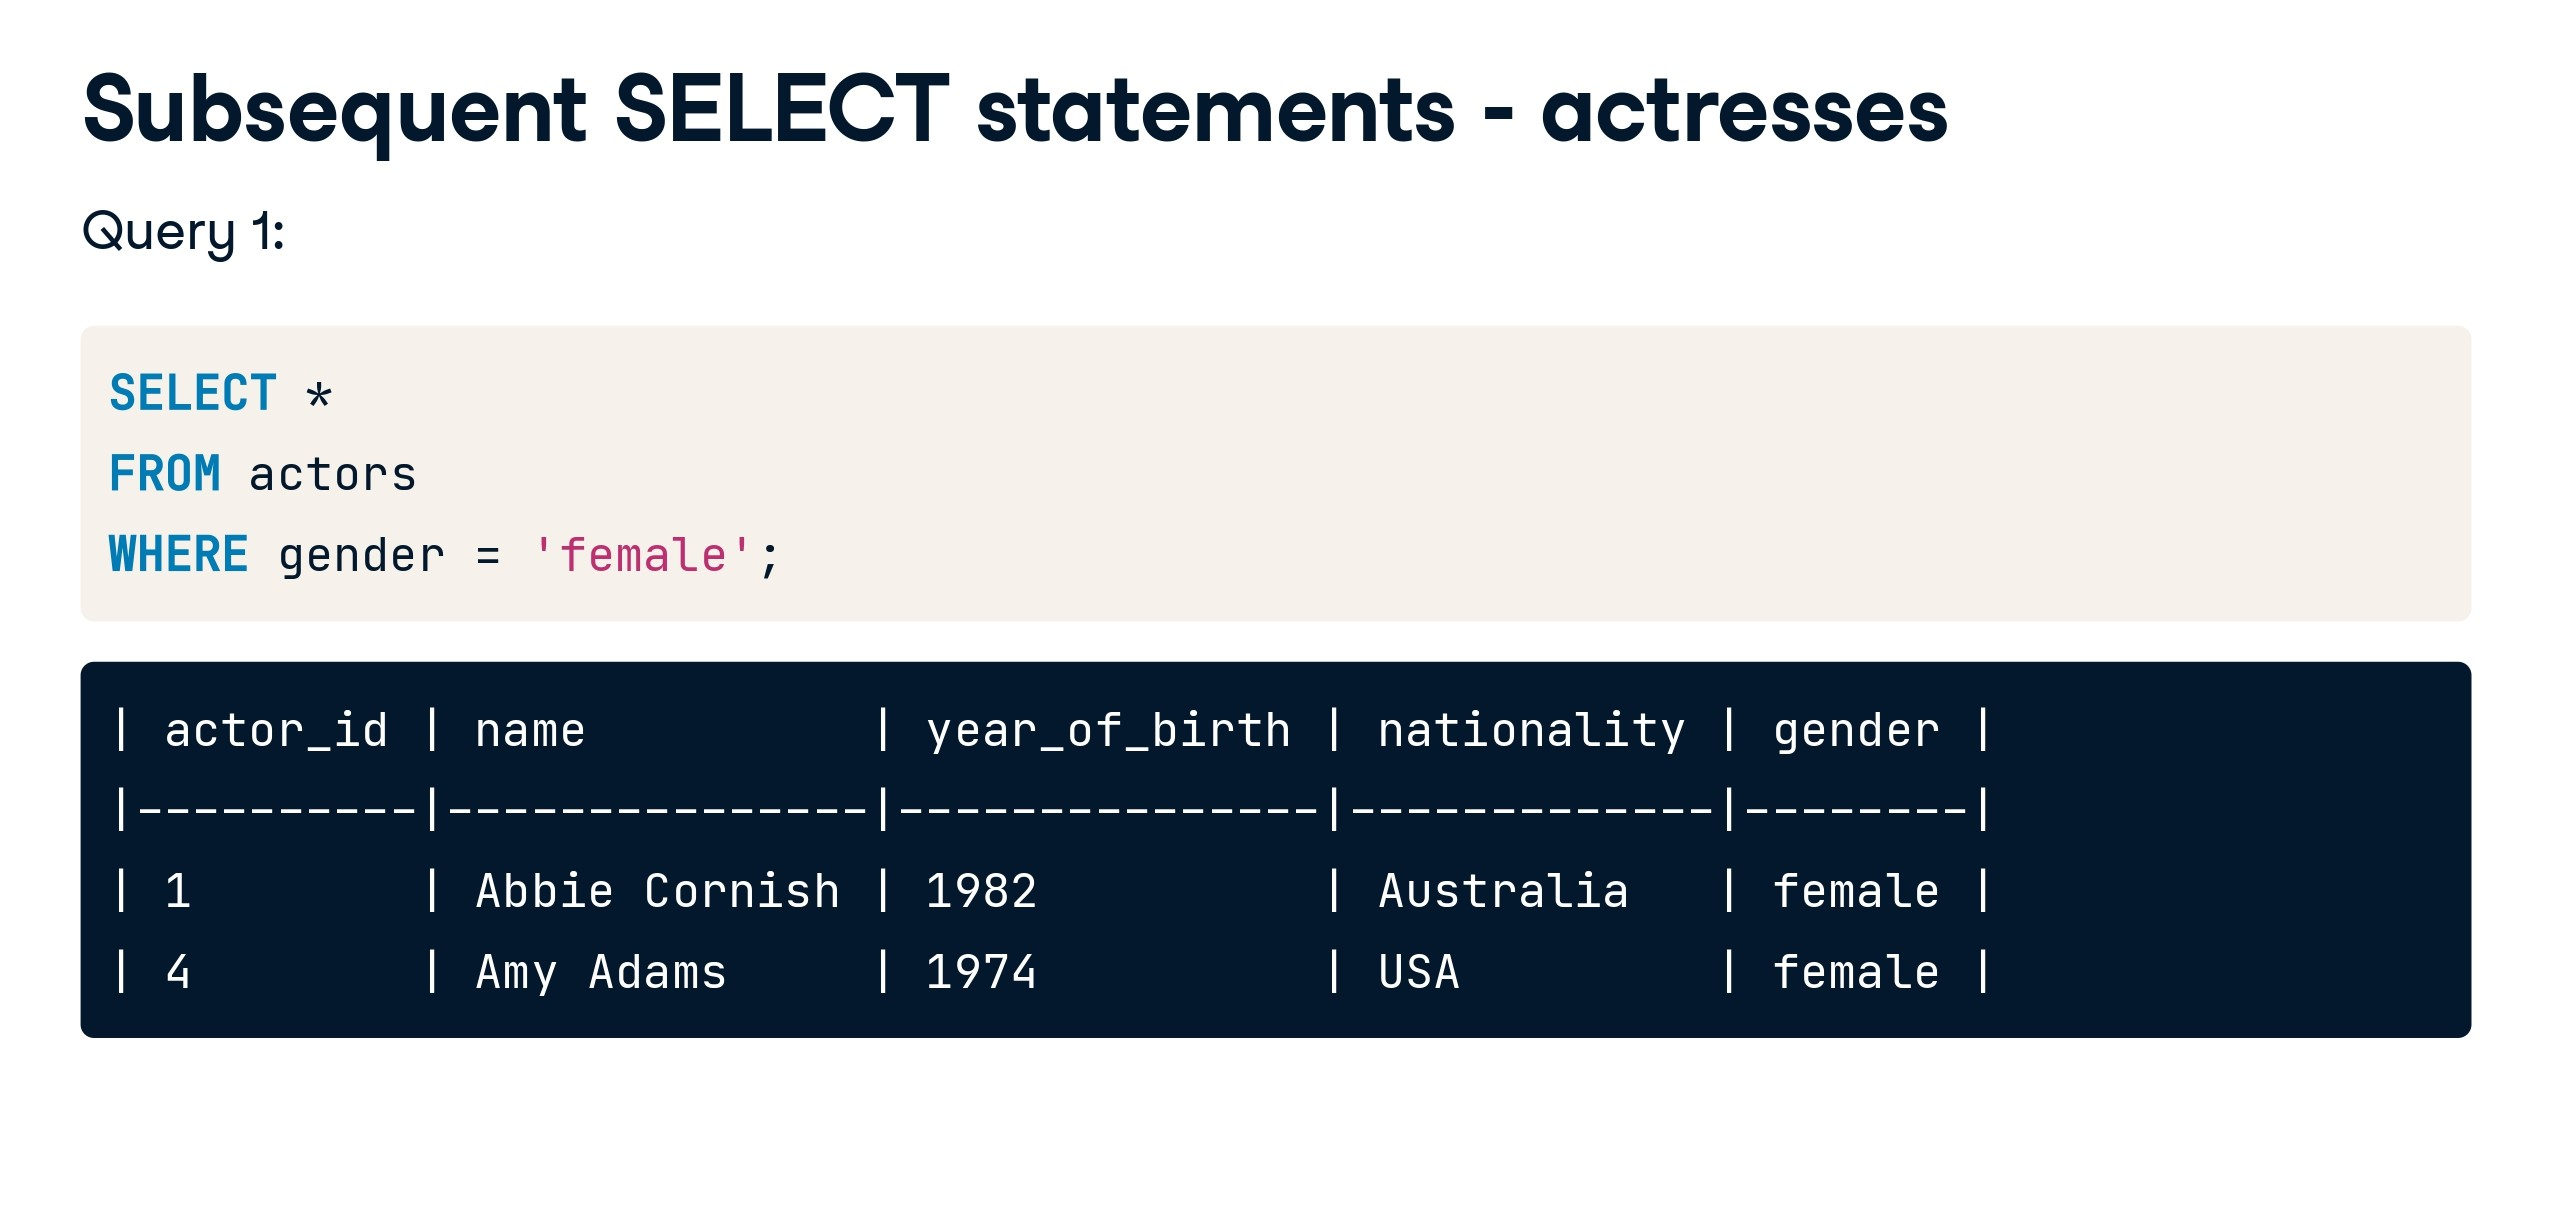 Subsequent SELECT statements - actresses
Query 1:
SELECT *
FROM actors
WHERE gender = 'female';
| actor_id | name          | year_of_birth | nationality | gender |
|----------|---------------|---------------|-------------|--------|
| 1        | Abbie Cornish | 1982          | Australia   | female |
| 4        | Amy Adams     | 1974          | USA         | female |